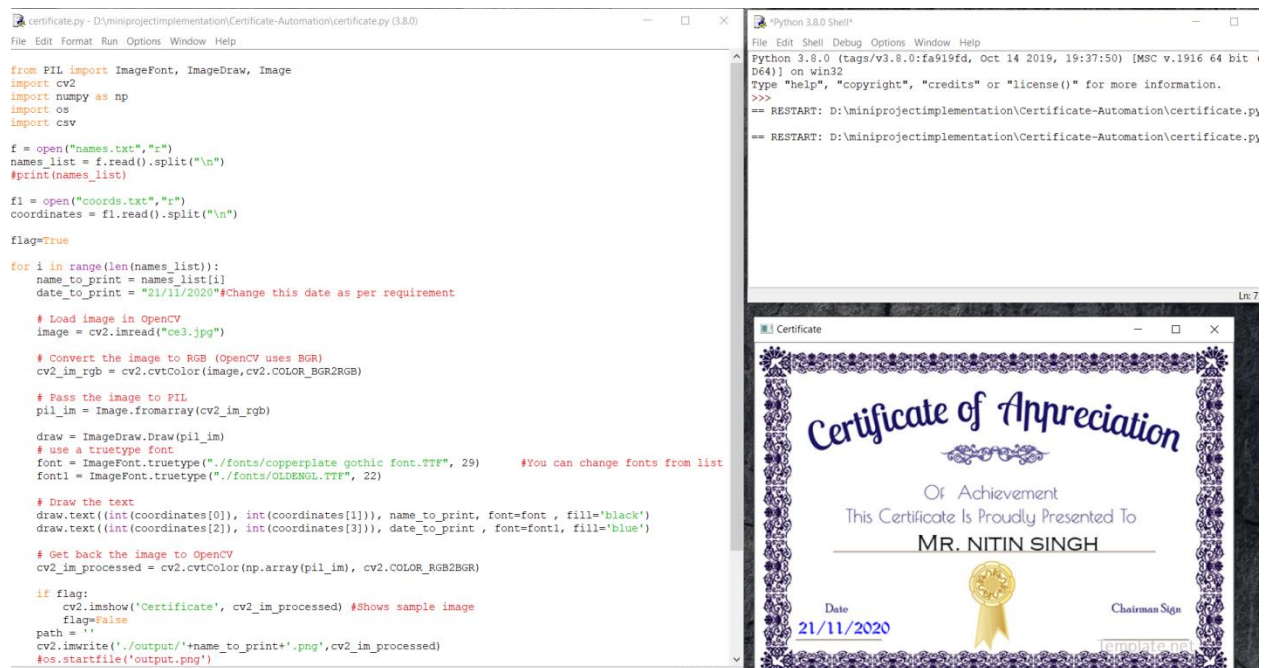 certificate.py - D:\miniprojectimplementation\Certificate-Automation\certificate.py (3.8.0)
File Edit Format Run Options Window Help
from PIL import ImageFont, ImageDraw, Image
import cv2
import numpy as np
import os
import csv

f = open("names.txt","r")
names_list = f.read().split("\n")
#print(names_list)

f1 = open("coords.txt","r")
coordinates = f1.read().split("\n")

flag=True

for i in range(len(names_list)):
    name_to_print = names_list[i]
    date_to_print = "21/11/2020"#Change this date as per requirement

    # Load image in OpenCV
    image = cv2.imread("ce3.jpg")

    # Convert the image to RGB (OpenCV uses BGR)
    cv2_im_rgb = cv2.cvtColor(image,cv2.COLOR_BGR2RGB)

    # Pass the image to PIL
    pil_im = Image.fromarray(cv2_im_rgb)

    draw = ImageDraw.Draw(pil_im)
    # use a truetype font
    font = ImageFont.truetype("./fonts/copperplate gothic font.TTF", 29)      #You can change fonts from list
    font1 = ImageFont.truetype("./fonts/OLDENGL.TTF", 22)

    # Draw the text
    draw.text((int(coordinates[0]), int(coordinates[1])), name_to_print, font=font , fill='black')
    draw.text((int(coordinates[2]), int(coordinates[3])), date_to_print , font=font1, fill='blue')

    # Get back the image to OpenCV
    cv2_im_processed = cv2.cvtColor(np.array(pil_im), cv2.COLOR_RGB2BGR)

    if flag:
        cv2.imshow('Certificate', cv2_im_processed) #Shows sample image
        flag=False
    path = ''
    cv2.imwrite('./output/'+name_to_print+'.png',cv2_im_processed)
    #os.startfile('output.png')
*Python 3.8.0 Shell*
File Edit Shell Debug Options Window Help
Python 3.8.0 (tags/v3.8.0:fa919fd, Oct 14 2019, 19:37:50) [MSC v.1916 64 bit (
D64)] on win32
Type "help", "copyright", "credits" or "license()" for more information.
>>>
== RESTART: D:\miniprojectimplementation\Certificate-Automation\certificate.py

== RESTART: D:\miniprojectimplementation\Certificate-Automation\certificate.py
Ln: 7
Certificate
Certificate of Appreciation
Of Achievement
This Certificate Is Proudly Presented To
MR. NITIN SINGH
Date Chairman Sign
21/11/2020
Template.net